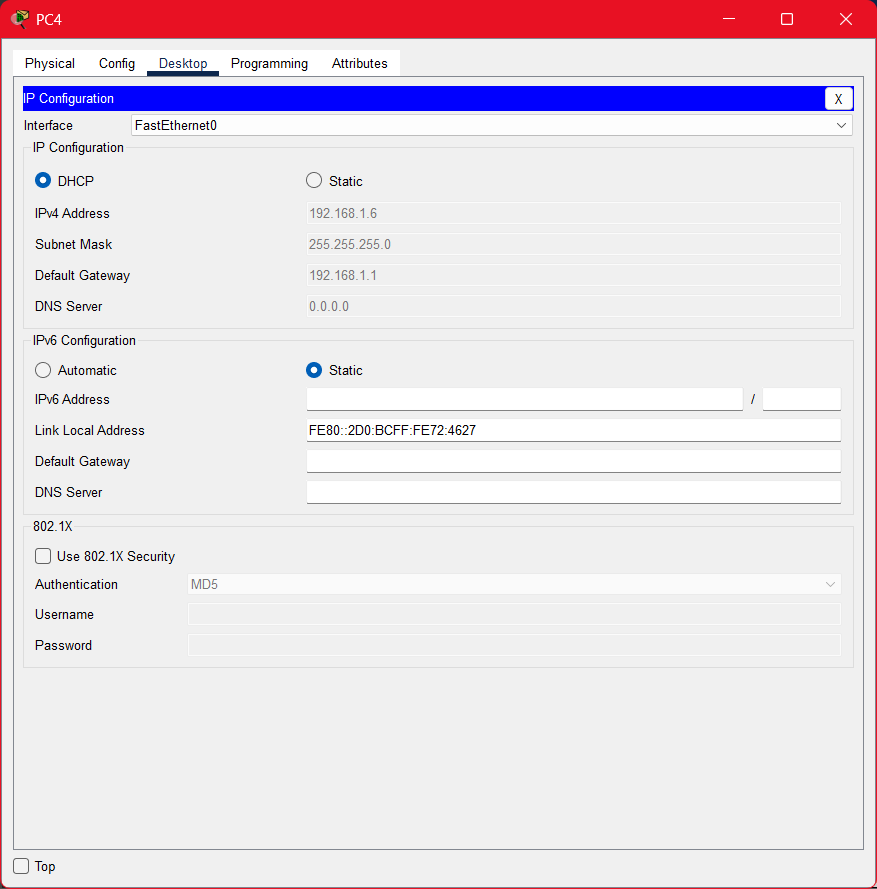 PC4
Physical Config Desktop Programming Attributes
IP Configuration X
Interface FastEthernet0
IP Configuration
DHCP Static
IPv4 Address 192.168.1.6
Subnet Mask 255.255.255.0
Default Gateway 192.168.1.1
DNS Server 0.0.0.0
IPv6 Configuration
Automatic Static
IPv6 Address /
Link Local Address FE80::2D0:BCFF:FE72:4627
Default Gateway
DNS Server
802.1X
Use 802.1X Security
Authentication MD5
Username
Password
Top